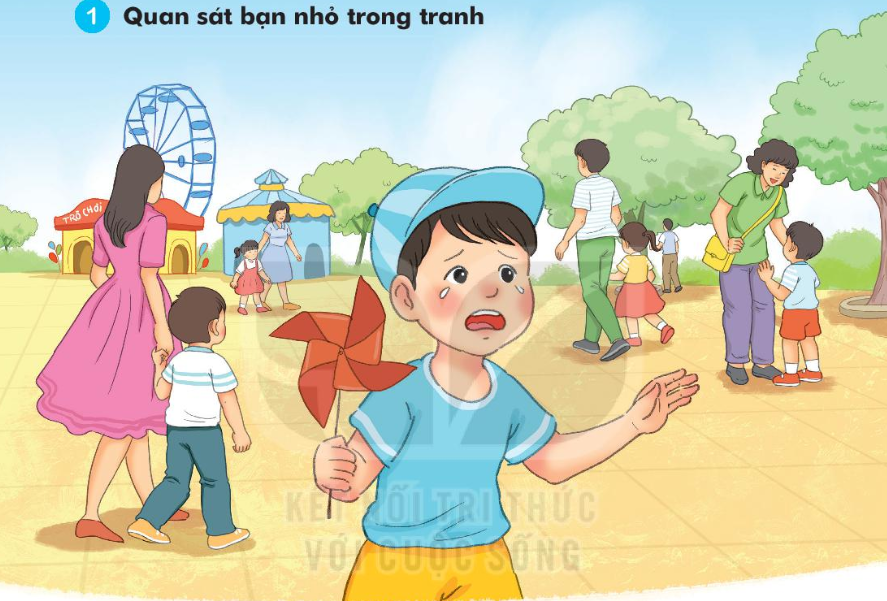 1 Quan sát bạn nhỏ trong tranh
TRÒ CHƠI
KẾT NỐI TRI THỨC
VỚI CUỘC SỐNG